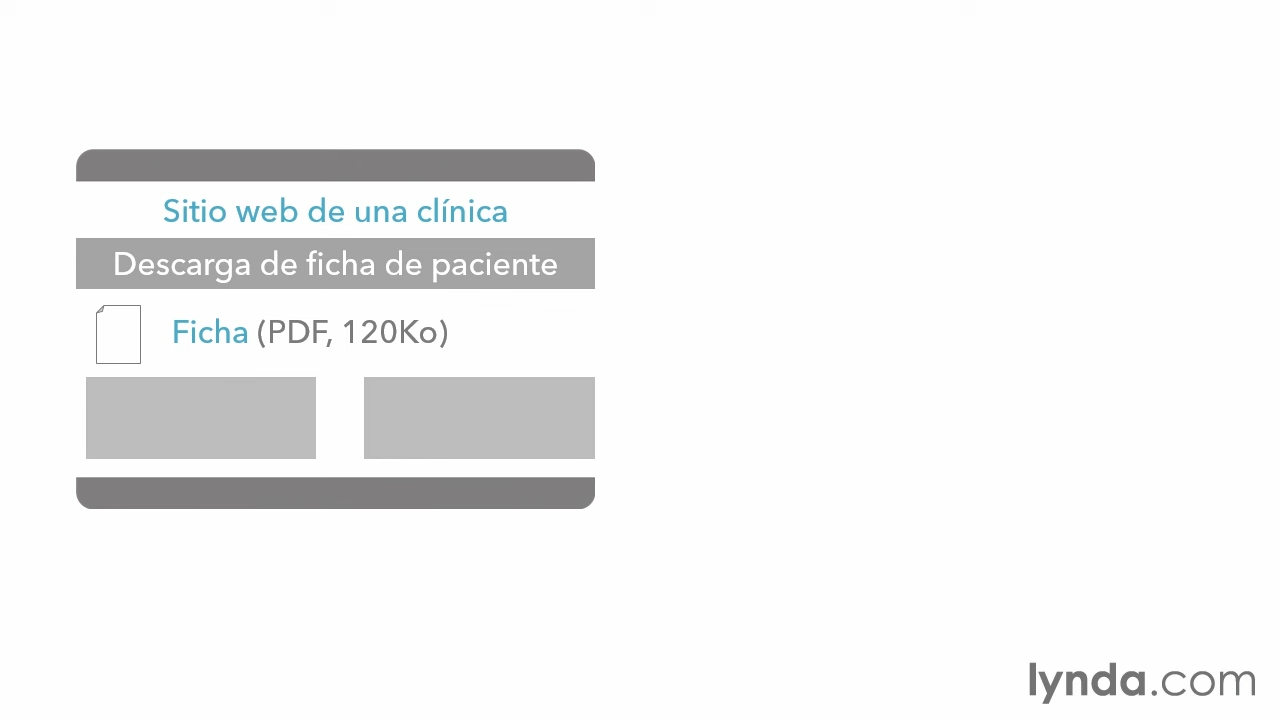 Sitio web de una clínica
Descarga de ficha de paciente
Ficha (PDF, 120Ko)
lynda.com